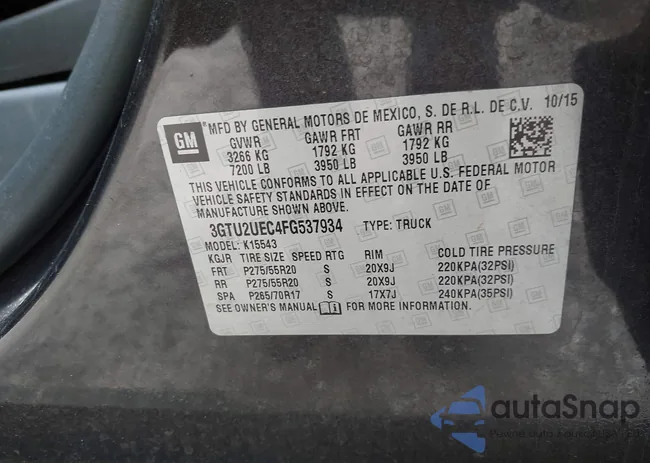 GM
MFD BY GENERAL MOTORS DE MEXICO, S. DE R.L. DE C.V. 10/15
GVWR GAWR FRT GAWR RR
3266 KG 1792 KG 1792 KG
7200 LB 3950 LB 3950 LB
THIS VEHICLE CONFORMS TO ALL APPLICABLE U.S. FEDERAL MOTOR
VEHICLE SAFETY STANDARDS IN EFFECT ON THE DATE OF
MANUFACTURE SHOWN ABOVE.
3GTU2UEC4FG537934 TYPE: TRUCK
MODEL: K15543
KGJR TIRE SIZE SPEED RTG RIM COLD TIRE PRESSURE
FRT P275/55R20 S 20X9J 220KPA(32PSI)
RR P275/55R20 S 20X9J 220KPA(32PSI)
SPA P265/70R17 S 17X7J 240KPA(35PSI)
SEE OWNER'S MANUAL FOR MORE INFORMATION
autaSnap